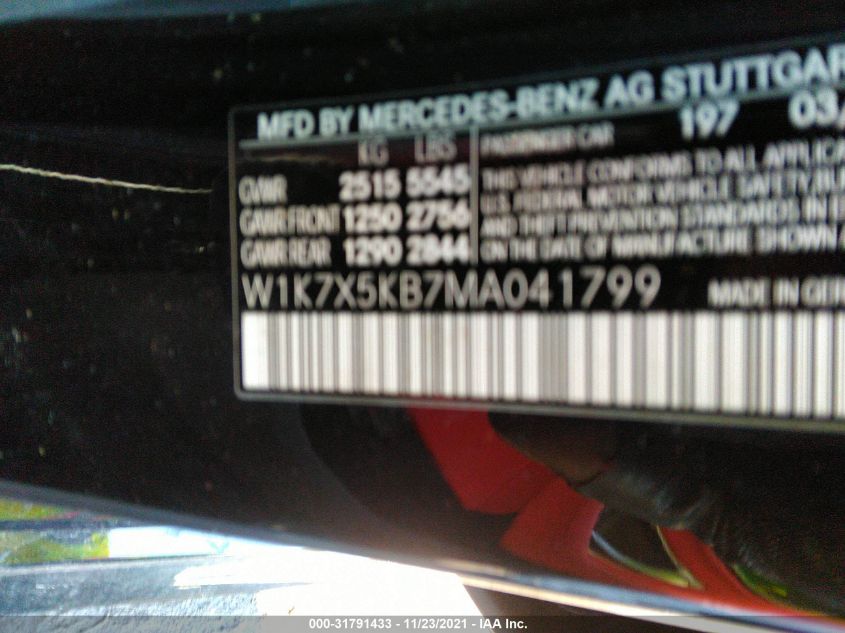 MFD BY MERCEDES-BENZ AG STUTTGAR
KG LBS PASSENGER CAR 197 03/
GVWR 2515 5545 THIS VEHICLE CONFORMS TO ALL APPLICA
GAWR FRONT 1250 2756 U.S. FEDERAL MOTOR VEHICLE SAFETY, BU
GAWR REAR 1290 2844 AND THEFT PREVENTION STANDARDS IN E
ON THE DATE OF MANUFACTURE SHOWN
W1K7X5KB7MA041799 MADE IN GER
000-31791433 - 11/23/2021 - IAA Inc.